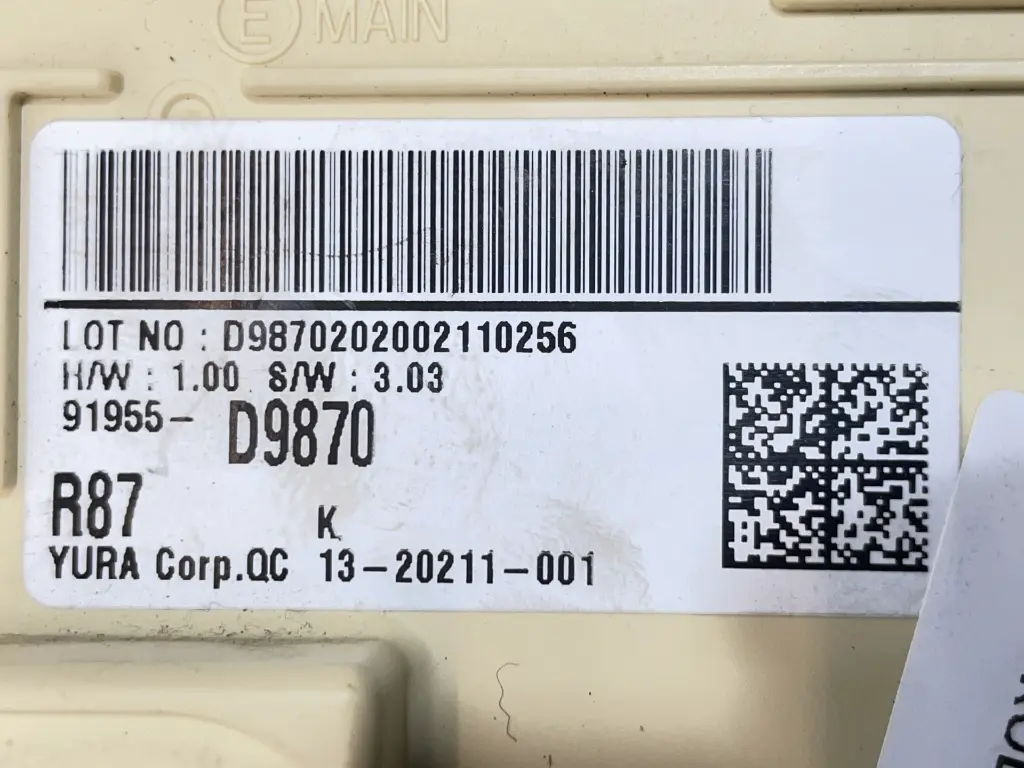 E MAIN
LOT NO : D9870202002110256
H/W : 1.00 S/W : 3.03
91955- D9870
R87 K
YURA Corp.QC 13-20211-001